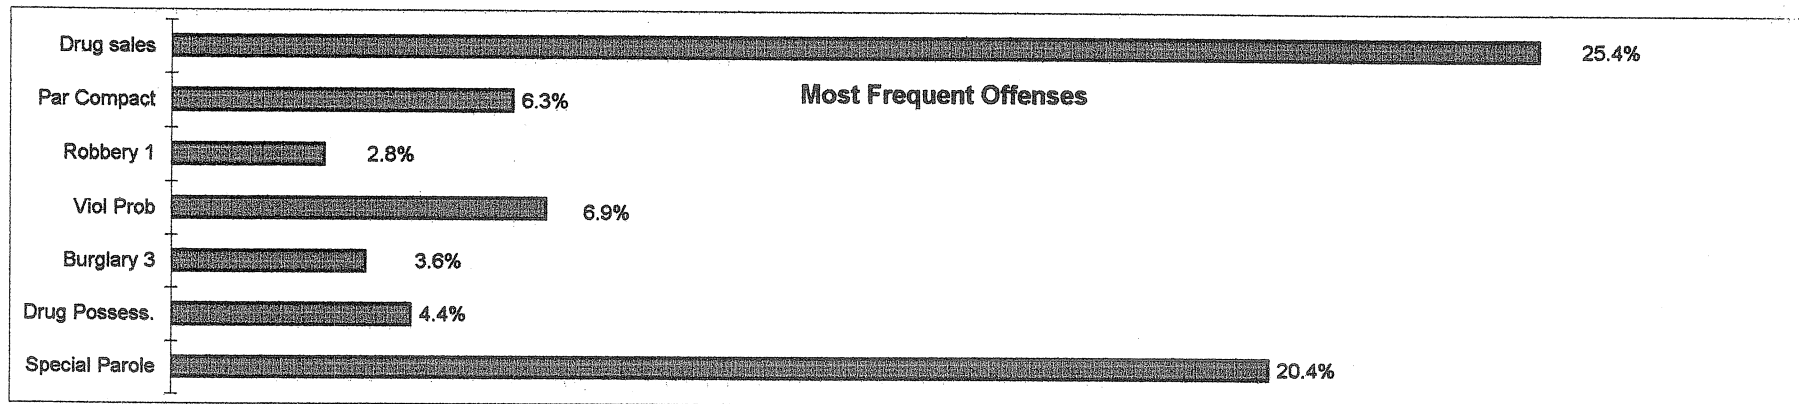 Drug sales 25.4%
Par Compact 6.3% Most Frequent Offenses
Robbery 1 2.8%
Viol Prob 6.9%
Burglary 3 3.6%
Drug Possess. 4.4%
Special Parole 20.4%